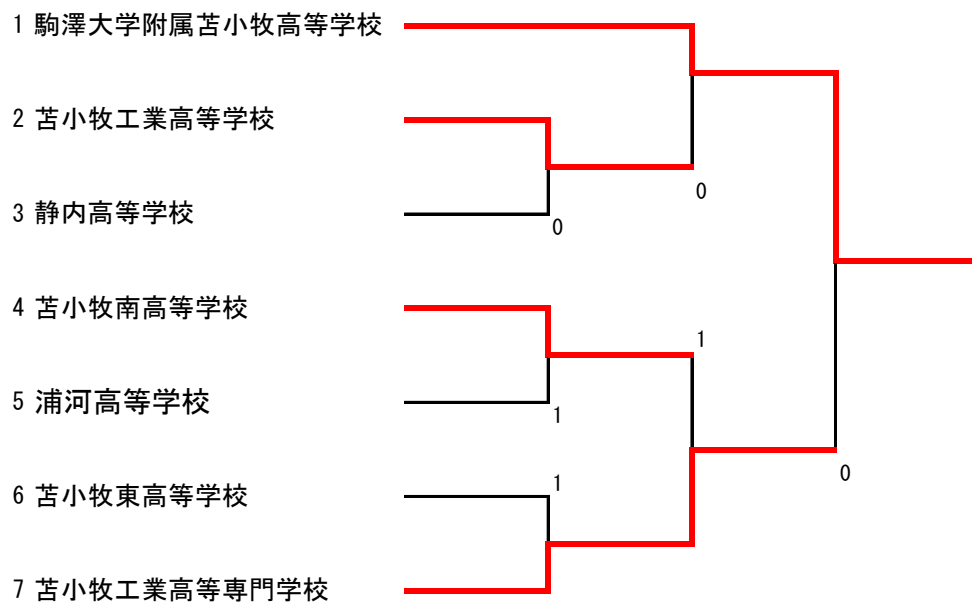 1 駒澤大学附属苫小牧高等学校
2 苫小牧工業高等学校
0
3 静内高等学校
0
4 苫小牧南高等学校
1
5 浦河高等学校
1
6 苫小牧東高等学校
1
0
7 苫小牧工業高等専門学校